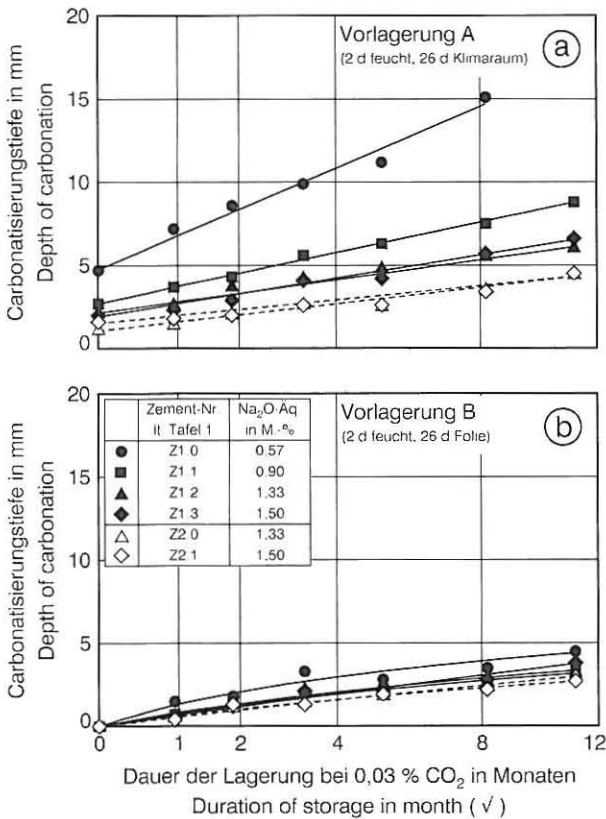 Vorlagerung A
(2 d feucht, 26 d Klimaraum)
a
Carbonatisierungstiefe in mm
Depth of carbonation
20
15
10
5
0
Vorlagerung B
(2 d feucht, 26 d Folie)
b
Carbonatisierungstiefe in mm
Depth of carbonation
20
15
10
5
0
Zement-Nr Na₂O-Äq
lt Tafel 1 in M.-%
Z1 0 0.57
Z1 1 0.90
Z1 2 1.33
Z1 3 1.50
Z2 0 1.33
Z2 1 1.50
0 1 2 4 8 12
Dauer der Lagerung bei 0,03 % CO₂ in Monaten
Duration of storage in month ( √ )